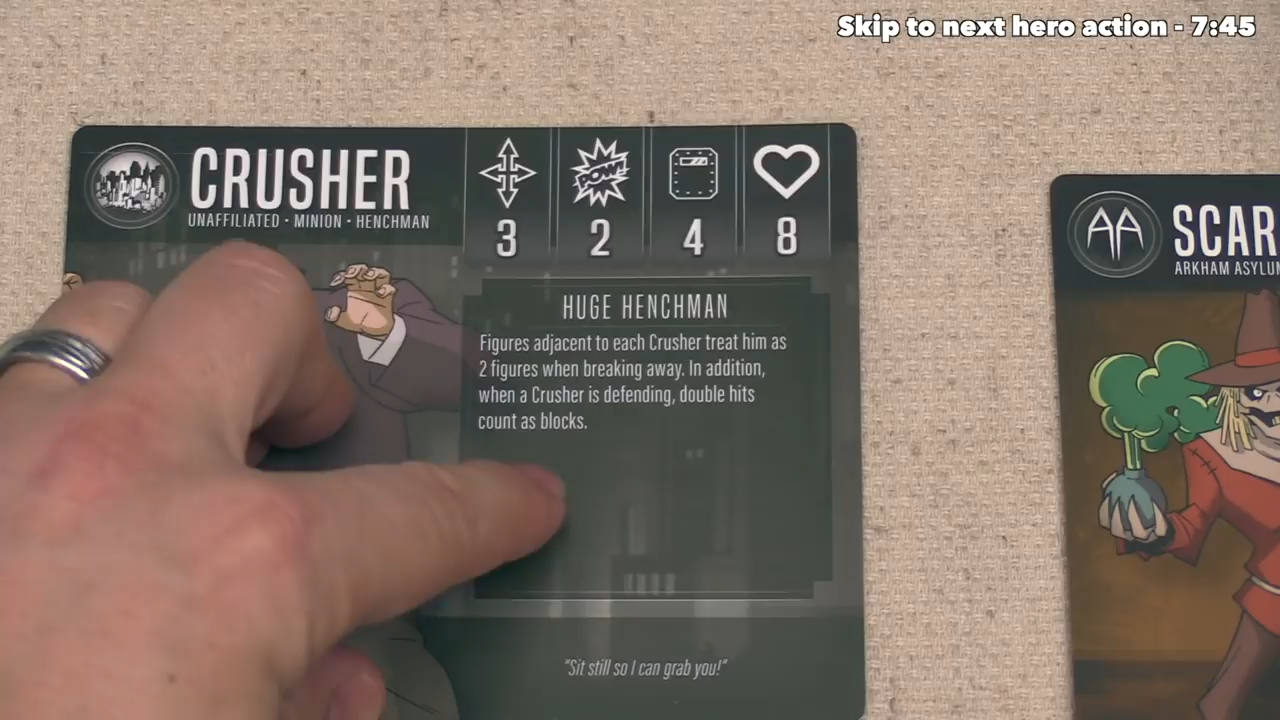 Skip to next hero action - 7:45
CRUSHER
UNAFFILIATED • MINION • HENCHMAN
POW!
3
2
4
8
HUGE HENCHMAN
Figures adjacent to each Crusher treat him as
2 figures when breaking away. In addition,
when a Crusher is defending, double hits
count as blocks.
"Sit still so I can grab you!"
AA
SCAR
ARKHAM ASYLUM